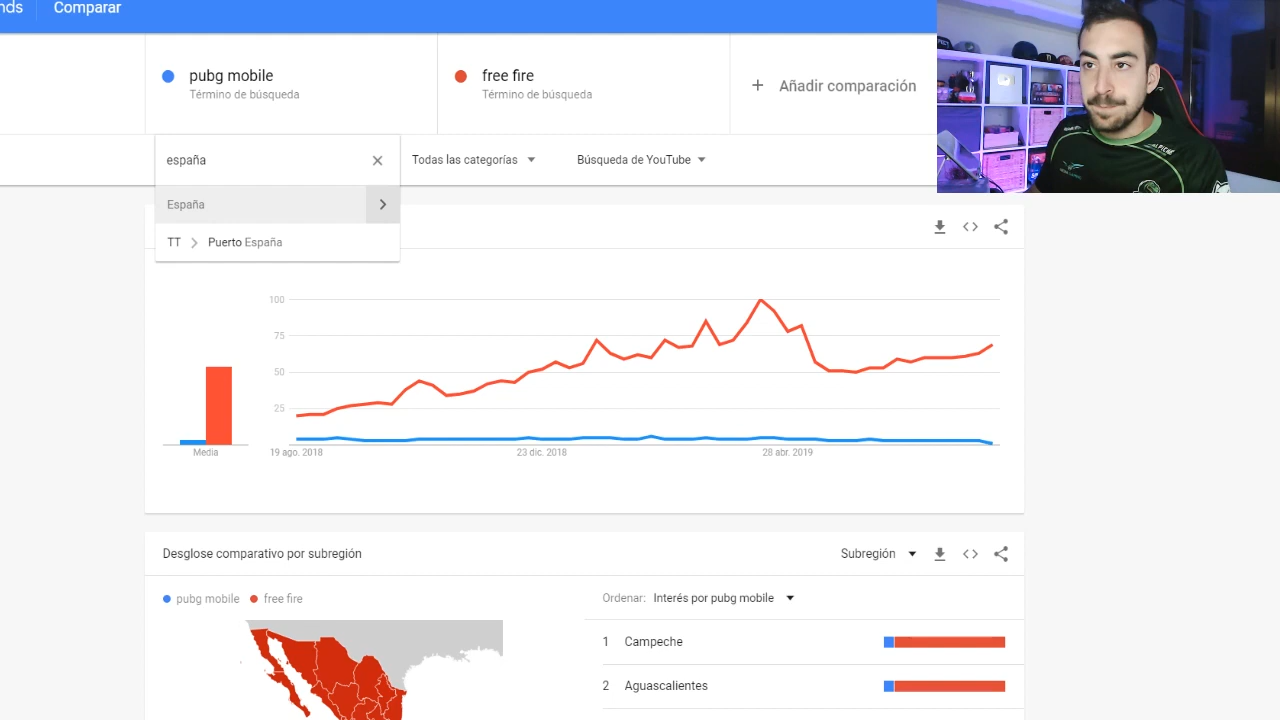 nds Comparar
pubg mobile
Término de búsqueda
free fire
Término de búsqueda
+ Añadir comparación
españa
Todas las categorías
Búsqueda de YouTube
España
TT > Puerto España
100
75
50
25
Media
19 ago. 2018
23 dic. 2018
28 abr. 2019
Desglose comparativo por subregión
Subregión
pubg mobile
free fire
Ordenar: Interés por pubg mobile
1 Campeche
2 Aguascalientes